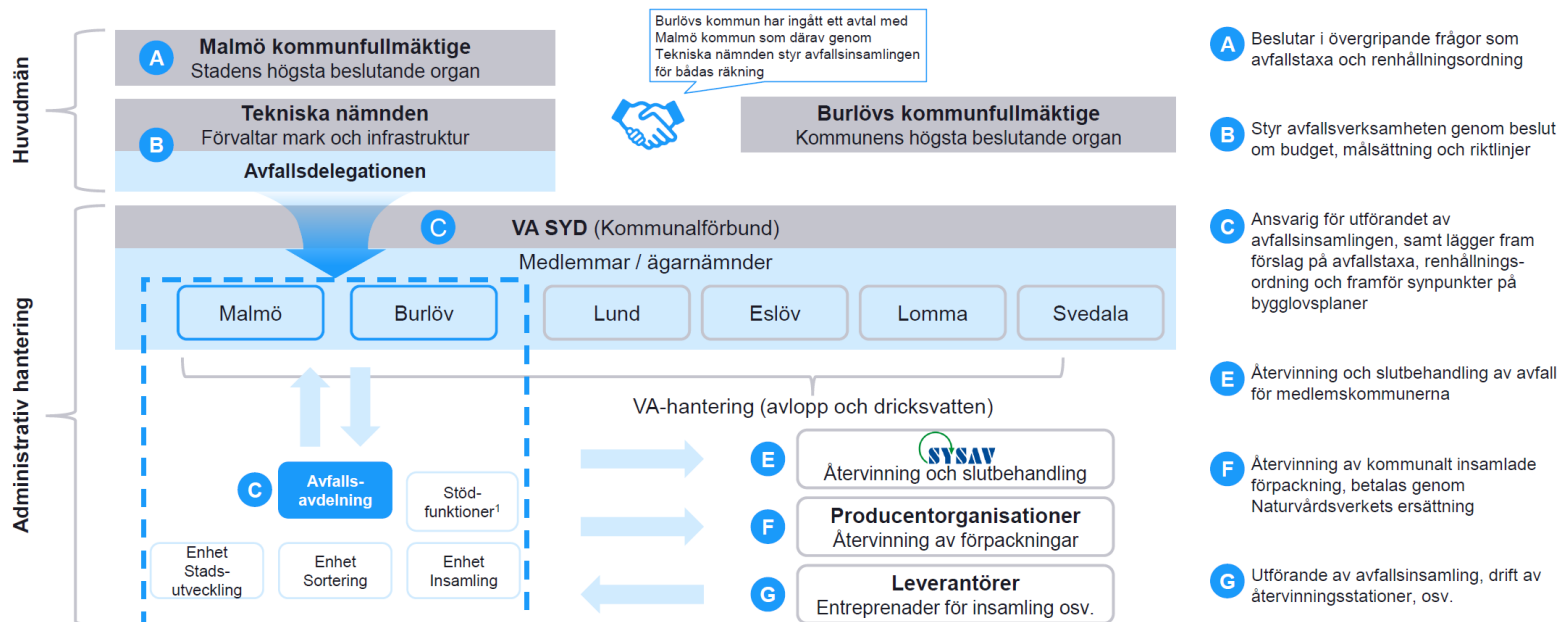 Huvudmän
A
Malmö kommunfullmäktige
Stadens högsta beslutande organ
B
Tekniska nämnden
Förvaltar mark och infrastruktur
Avfallsdelegationen
Burlövs kommun har ingått ett avtal med
Malmö kommun som därav genom
Tekniska nämnden styr avfallsinsamlingen
för bådas räkning
Burlövs kommunfullmäktige
Kommunens högsta beslutande organ
Administrativ hantering
C
VA SYD (Kommunalförbund)
Medlemmar / ägarnämnder
Malmö
Burlöv
Lund
Eslöv
Lomma
Svedala
VA-hantering (avlopp och dricksvatten)
C
Avfalls-
avdelning
Stöd-
funktioner1
Enhet
Stads-
utveckling
Enhet
Sortering
Enhet
Insamling
E
SYSAV
Återvinning och slutbehandling
F
Producentorganisationer
Återvinning av förpackningar
G
Leverantörer
Entreprenader för insamling osv.
A
Beslutar i övergripande frågor som
avfallstaxa och renhållningsordning
B
Styr avfallsverksamheten genom beslut
om budget, målsättning och riktlinjer
C
Ansvarig för utförandet av
avfallsinsamlingen, samt lägger fram
förslag på avfallstaxa, renhållnings-
ordning och framför synpunkter på
bygglovsplaner
E
Återvinning och slutbehandling av avfall
för medlemskommunerna
F
Återvinning av kommunalt insamlade
förpackning, betalas genom
Naturvårdsverkets ersättning
G
Utförande av avfallsinsamling, drift av
återvinningsstationer, osv.